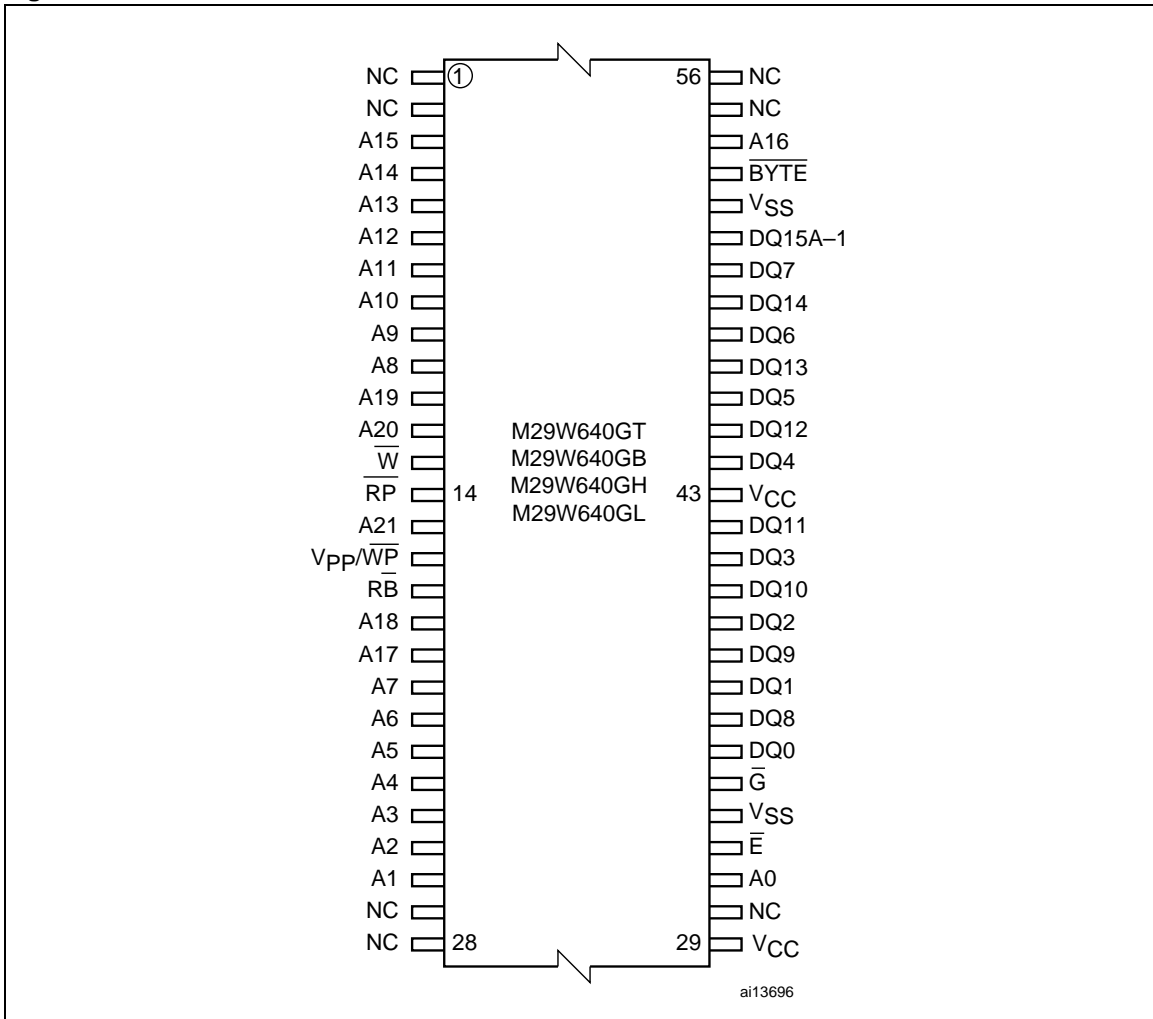 NC 1 56 NC
NC NC
A15 A16
A14 B̅Y̅T̅E̅
A13 VSS
A12 DQ15A–1
A11 DQ7
A10 DQ14
A9 DQ6
A8 DQ13
A19 DQ5
A20 M29W640GT DQ12
W̅ M29W640GB DQ4
R̅P̅ 14 M29W640GH 43 VCC
A21 M29W640GL DQ11
VPP/W̅P̅ DQ3
RB̅ DQ10
A18 DQ2
A17 DQ9
A7 DQ1
A6 DQ8
A5 DQ0
A4 G̅
A3 VSS
A2 E̅
A1 A0
NC NC
NC 28 29 VCC
ai13696